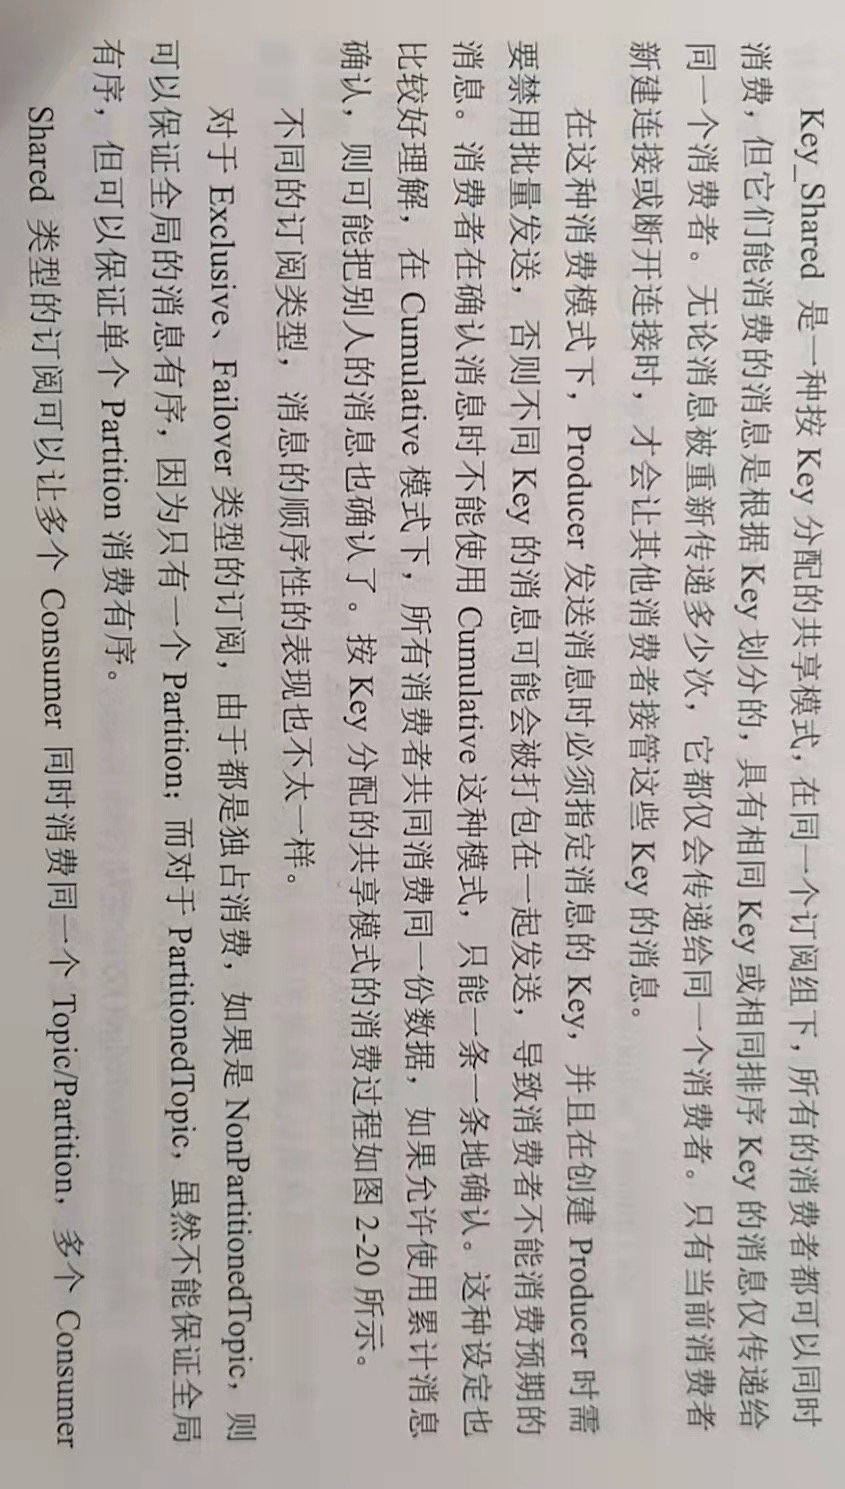 Key_Shared 是一种按 Key 分配的共享模式，在同一个订阅组下，所有的消费者都可以同时
消费，但它们能消费的消息是根据 Key 划分的，具有相同 Key 或相同排序 Key 的消息仅传递给
同一个消费者。无论消息被重新传递多少次，它都仅会传递给同一个消费者。只有当前消费者
新建连接或断开连接时，才会让其他消费者接管这些 Key 的消息。
在这种消费模式下，Producer 发送消息时必须指定消息的 Key，并且在创建 Producer 时需
要禁用批量发送，否则不同 Key 的消息可能会被打包在一起发送，导致消费者不能消费预期的
消息。消费者在确认消息时不能使用 Cumulative 这种模式，只能一条一条地确认。这种设定也
比较好理解，在 Cumulative 模式下，所有消费者共同消费同一份数据，如果允许使用累计消息
确认，则可能把别人的消息也确认了。按 Key 分配的共享模式的消费过程如图 2-20 所示。
不同的订阅类型，消息的顺序性的表现也不太一样。
对于 Exclusive、Failover 类型的订阅，由于都是独占消费，如果是 NonPartitionedTopic，则
可以保证全局的消息有序，因为只有一个 Partition；而对于 PartitionedTopic，虽然不能保证全局
有序，但可以保证单个 Partition 消费有序。
Shared 类型的订阅可以让多个 Consumer 同时消费同一个 Topic/Partition，多个 Consumer